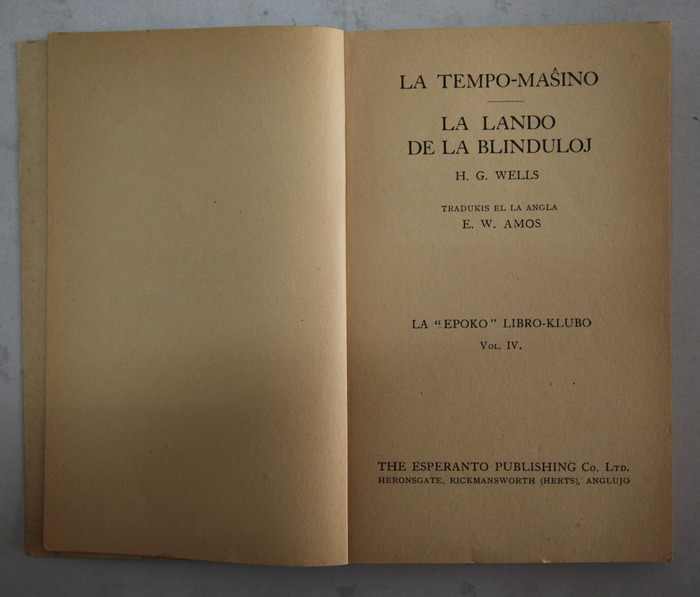 LA TEMPO-MAŜINO
LA LANDO
DE LA BLINDULOJ
H. G. WELLS
TRADUKIS EL LA ANGLA
E. W. AMOS
LA "EPOKO" LIBRO-KLUBO
VOL. IV.
THE ESPERANTO PUBLISHING CO. LTD.
HERONSGATE, RICKMANSWORTH (HERTS), ANGLUJO